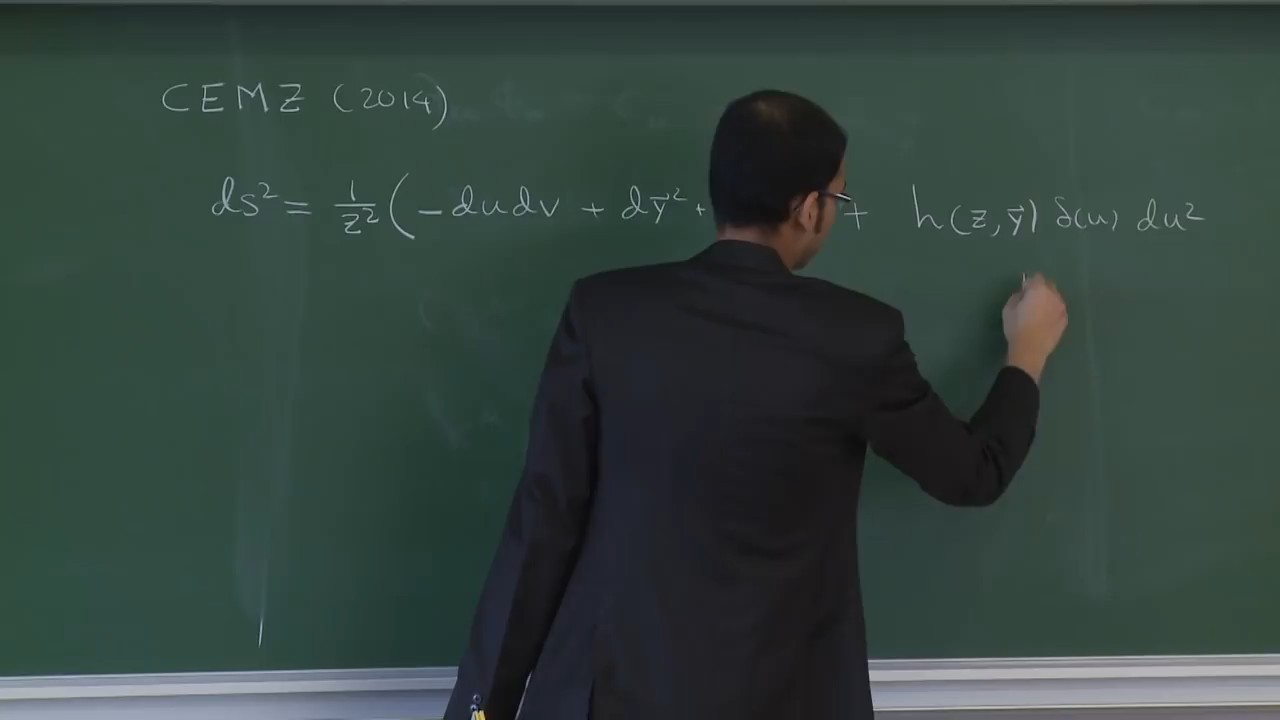 CEMZ (2014)
ds² = 1/z² ( - du dv + dy⃗² + + h(z, y⃗) δ(u) du²